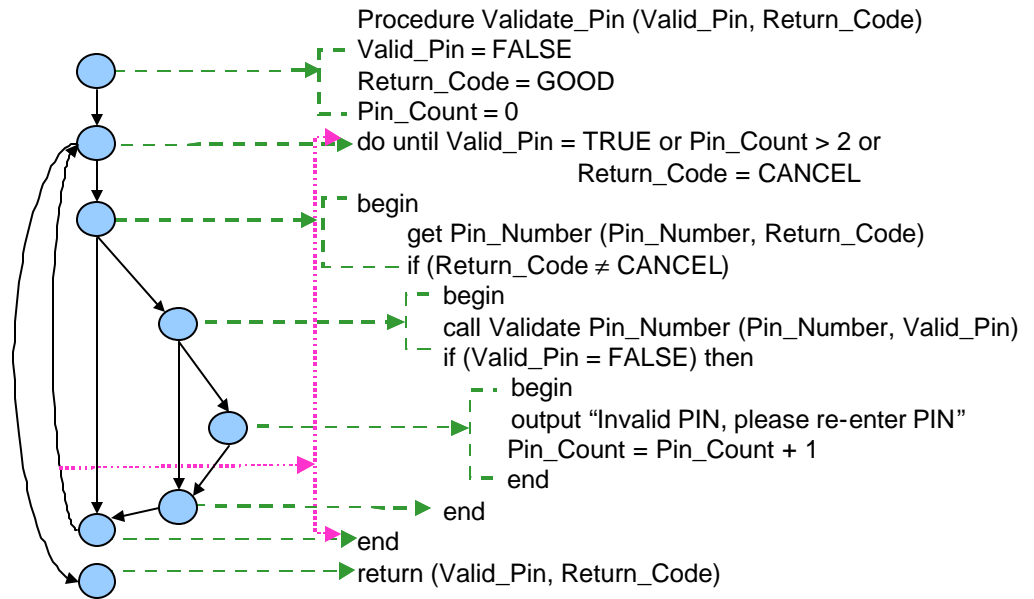 Procedure Validate_Pin (Valid_Pin, Return_Code)
Valid_Pin = FALSE
Return_Code = GOOD
Pin_Count = 0
do until Valid_Pin = TRUE or Pin_Count > 2 or
Return_Code = CANCEL
begin
get Pin_Number (Pin_Number, Return_Code)
if (Return_Code ≠ CANCEL)
begin
call Validate Pin_Number (Pin_Number, Valid_Pin)
if (Valid_Pin = FALSE) then
begin
output “Invalid PIN, please re-enter PIN”
Pin_Count = Pin_Count + 1
end
end
end
return (Valid_Pin, Return_Code)